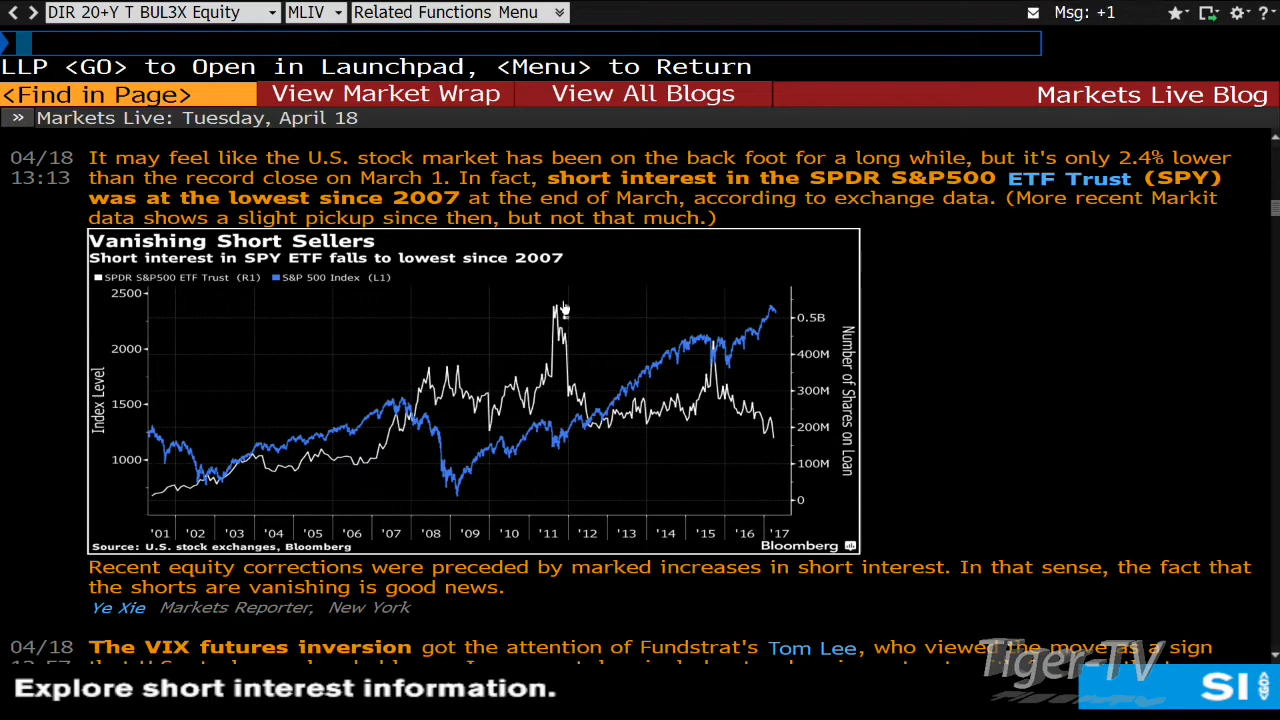 DIR 20+Y T BUL3X Equity MLIV Related Functions Menu Msg: +1 ?
LLP <GO> to Open in Launchpad, <Menu> to Return
<Find in Page> View Market Wrap View All Blogs Markets Live Blog
» Markets Live: Tuesday, April 18
04/18 It may feel like the U.S. stock market has been on the back foot for a long while, but it's only 2.4% lower
13:13 than the record close on March 1. In fact, short interest in the SPDR S&P500 ETF Trust (SPY)
was at the lowest since 2007 at the end of March, according to exchange data. (More recent Markit
data shows a slight pickup since then, but not that much.)
Vanishing Short Sellers
Short interest in SPY ETF falls to lowest since 2007
SPDR S&P500 ETF Trust (R1) S&P 500 Index (L1)
2500
2000
1500
1000
Index Level
0.5B
400M
300M
200M
100M
0
Number of Shares on Loan
'01 '02 '03 '04 '05 '06 '07 '08 '09 '10 '11 '12 '13 '14 '15 '16 '17
Source: U.S. stock exchanges, Bloomberg Bloomberg
Recent equity corrections were preceded by marked increases in short interest. In that sense, the fact that
the shorts are vanishing is good news.
Ye Xie Markets Reporter, New York
04/18 The VIX futures inversion got the attention of Fundstrat's Tom Lee, who viewed the move as a sign
Tiger-TV
Explore short interest information. SI <GO>